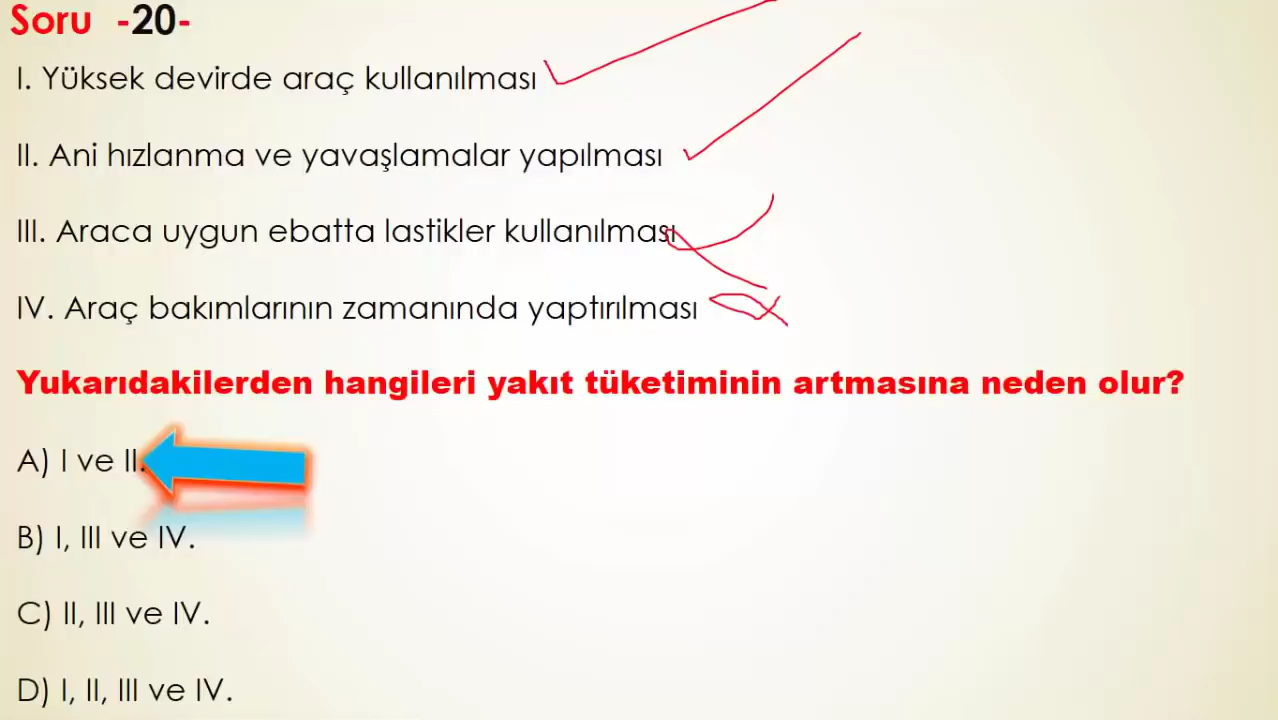 Soru -20-
I. Yüksek devirde araç kullanılması
II. Ani hızlanma ve yavaşlamalar yapılması
III. Araca uygun ebatta lastikler kullanılması
IV. Araç bakımlarının zamanında yaptırılması
Yukarıdakilerden hangileri yakıt tüketiminin artmasına neden olur?
A) I ve II.
B) I, III ve IV.
C) II, III ve IV.
D) I, II, III ve IV.